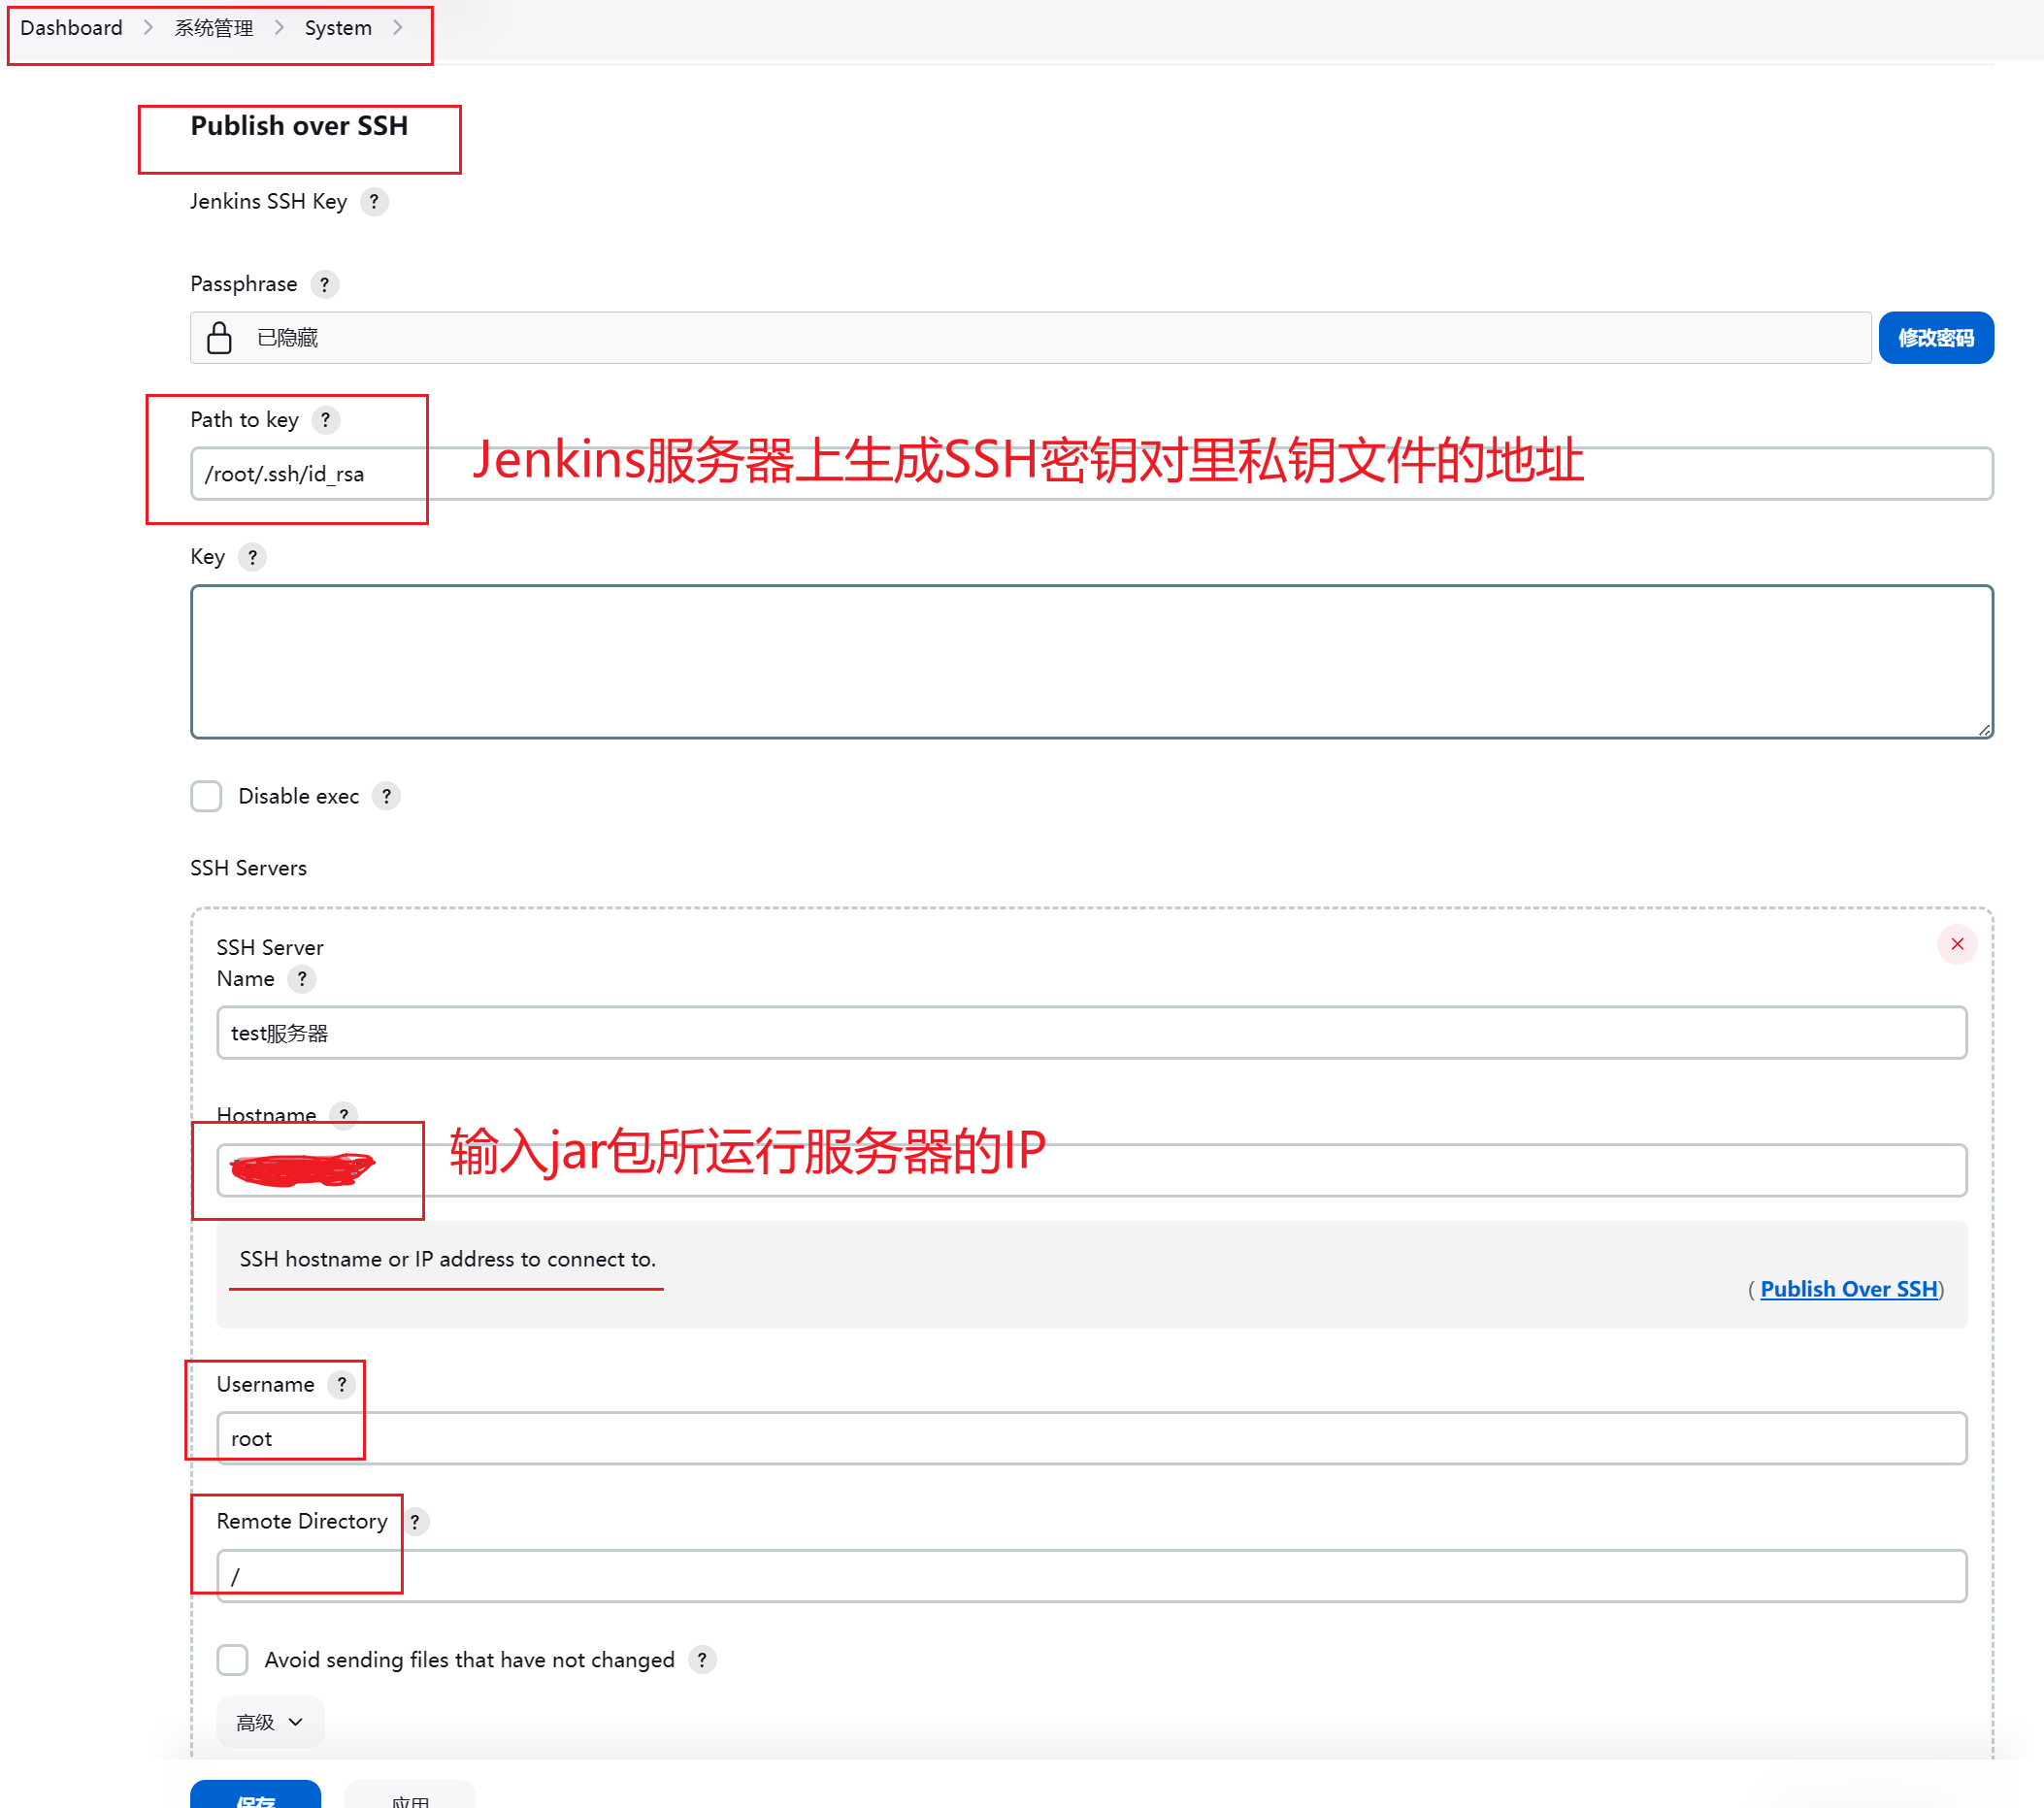 Dashboard 系统管理 System
Publish over SSH
Jenkins SSH Key ?
Passphrase ?
已隐藏 修改密码
Path to key ?
/root/.ssh/id_rsa
Jenkins服务器上生成SSH密钥对里私钥文件的地址
Key ?
Disable exec ?
SSH Servers
SSH Server
Name ?
test服务器
Hostname ?
输入jar包所运行服务器的IP
SSH hostname or IP address to connect to.
( Publish Over SSH)
Username ?
root
Remote Directory ?
/
Avoid sending files that have not changed ?
高级
保存 应用